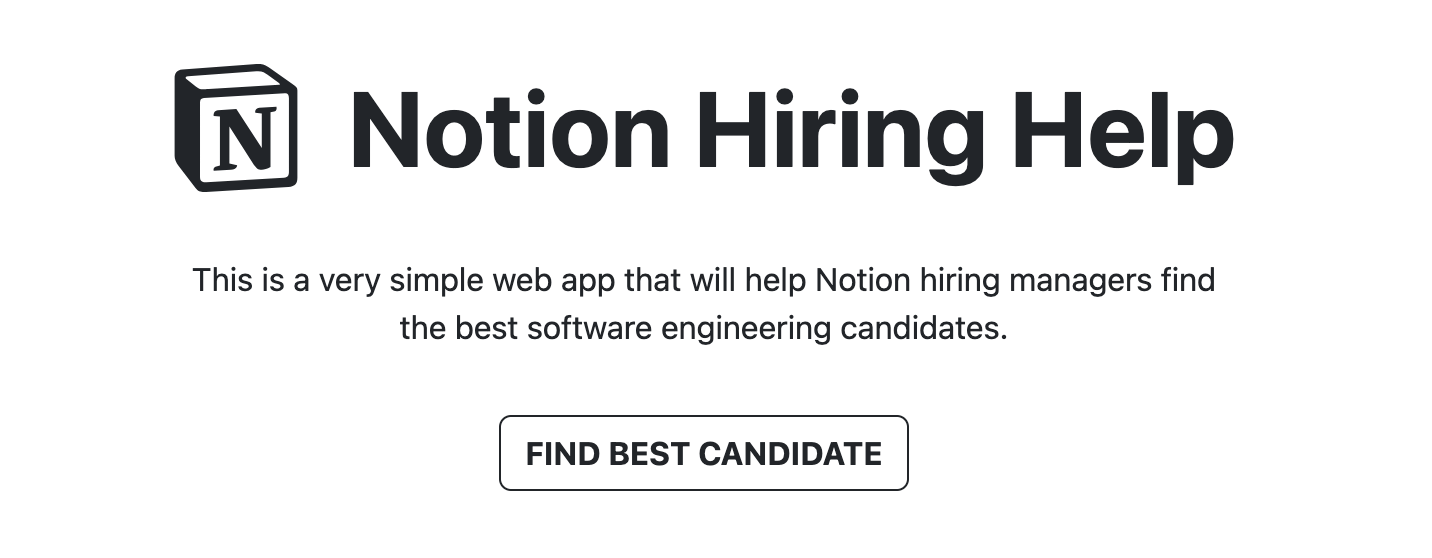 N
Notion Hiring Help
This is a very simple web app that will help Notion hiring managers find
the best software engineering candidates.
FIND BEST CANDIDATE